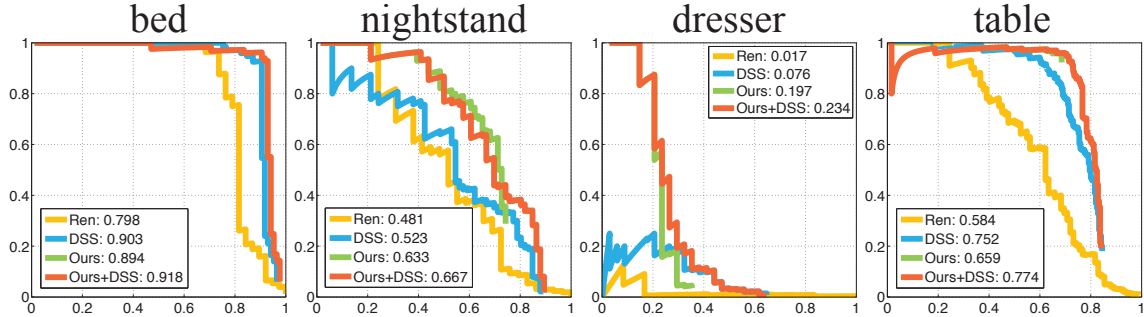 bed nightstand dresser table
1
0.8
0.6
0.4
0.2
0
0 0.2 0.4 0.6 0.8 1
Ren: 0.798
DSS: 0.903
Ours: 0.894
Ours+DSS: 0.918
1
0.8
0.6
0.4
0.2
0
0 0.2 0.4 0.6 0.8 1
Ren: 0.481
DSS: 0.523
Ours: 0.633
Ours+DSS: 0.667
1
0.8
0.6
0.4
0.2
0
0 0.2 0.4 0.6 0.8 1
Ren: 0.017
DSS: 0.076
Ours: 0.197
Ours+DSS: 0.234
1
0.8
0.6
0.4
0.2
0
0 0.2 0.4 0.6 0.8 1
Ren: 0.584
DSS: 0.752
Ours: 0.659
Ours+DSS: 0.774